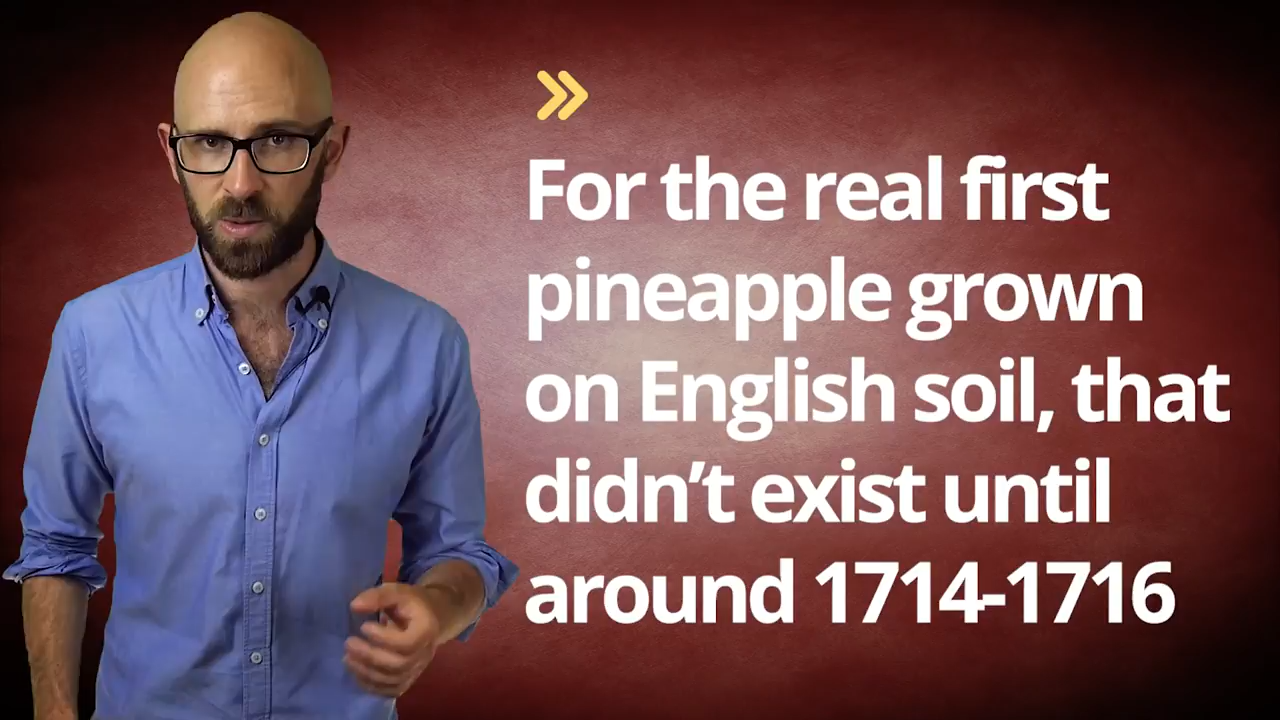 For the real first
pineapple grown
on English soil, that
didn’t exist until
around 1714-1716